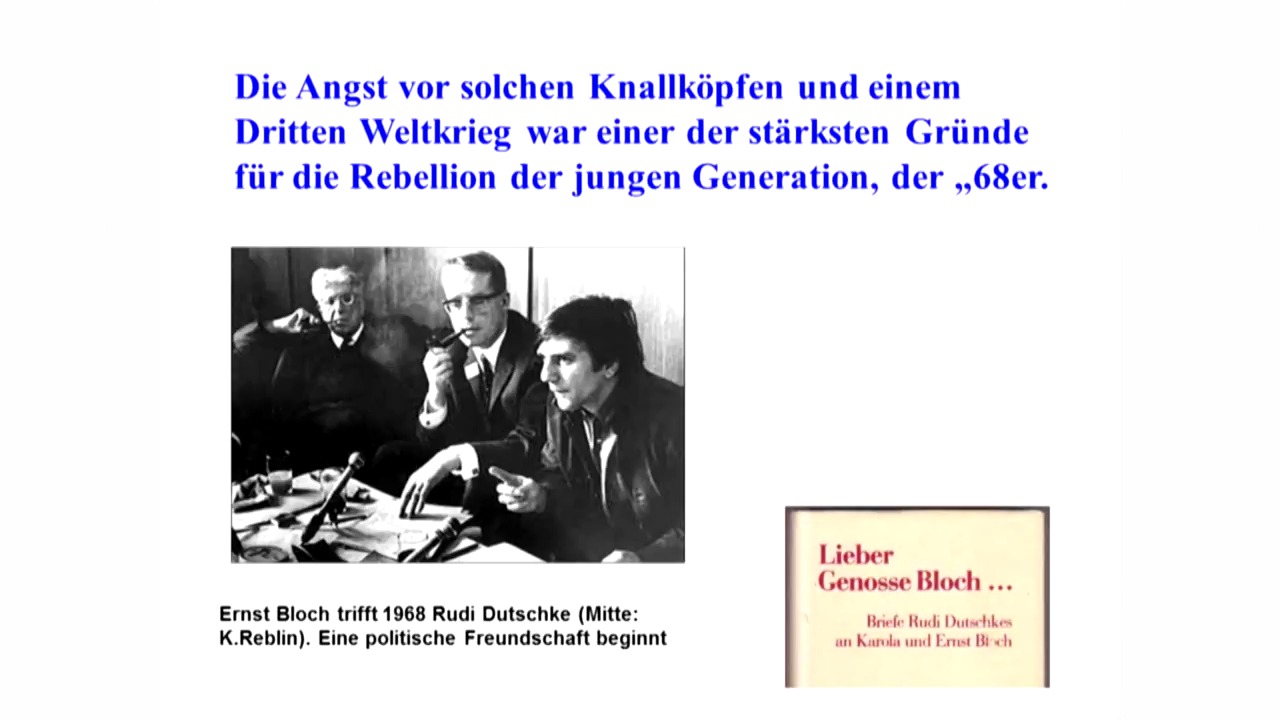 Die Angst vor solchen Knallköpfen und einem
Dritten Weltkrieg war einer der stärksten Gründe
für die Rebellion der jungen Generation, der „68er.
Ernst Bloch trifft 1968 Rudi Dutschke (Mitte:
K.Reblin). Eine politische Freundschaft beginnt
Lieber
Genosse Bloch ...
Briefe Rudi Dutschkes
an Karola und Ernst Bloch